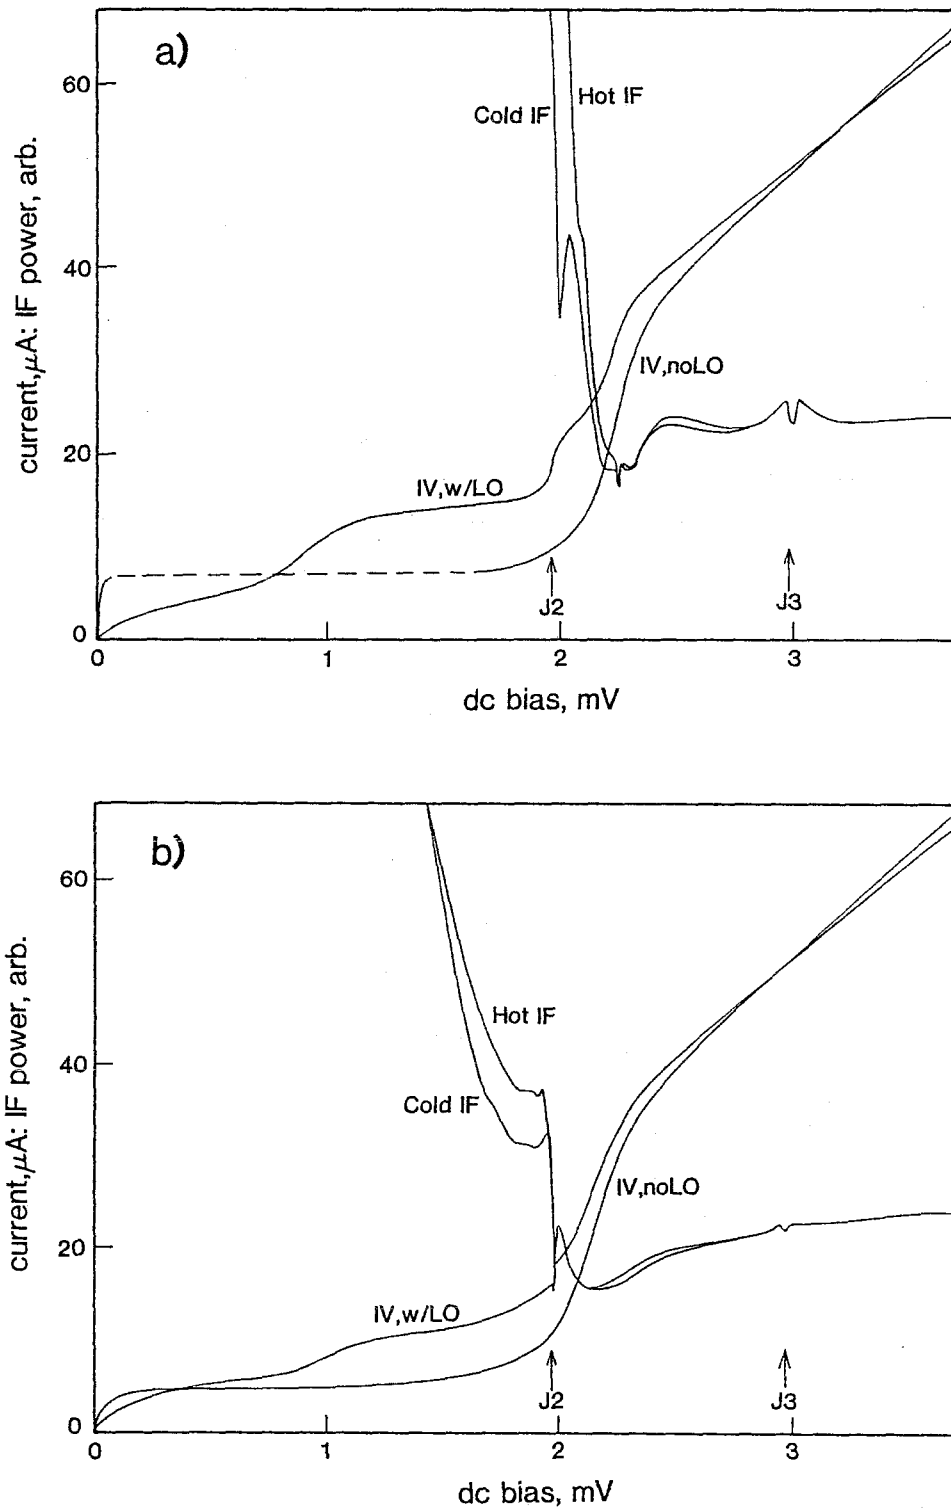 a)
60
40
20
0
current,μA: IF power, arb.
Cold IF
Hot IF
IV,noLO
IV,w/LO
J2
J3
0
1
2
3
dc bias, mV
b)
60
40
20
0
current,μA: IF power, arb.
Hot IF
Cold IF
IV,noLO
IV,w/LO
J2
J3
0
1
2
3
dc bias, mV